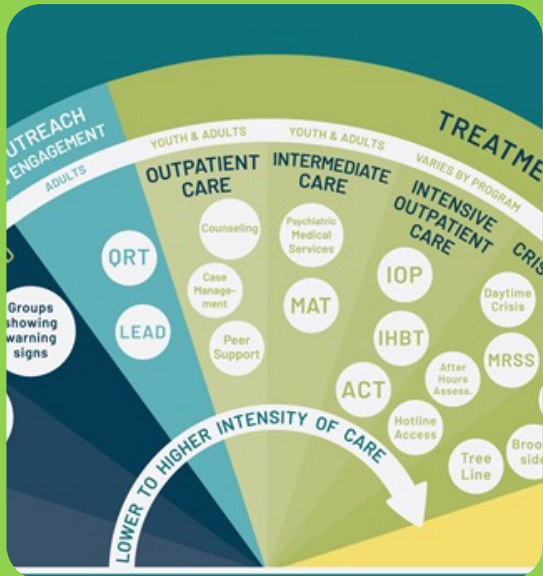 UTREACH
ENGAGEMENT
ADULTS
Groups
showing
warning
signs
QRT
LEAD
YOUTH & ADULTS
OUTPATIENT
CARE
Counseling
Case
Manage-
ment
Peer
Support
YOUTH & ADULTS
INTERMEDIATE
CARE
Psychiatric
Medical
Services
MAT
TREATME
VARIES BY PROGRAM
INTENSIVE
OUTPATIENT
CARE
IOP
IHBT
ACT
CRIS
Daytime
Crisis
MRSS
After
Hours
Assess.
Hotline
Access
Tree
Line
Broo
side
LOWER TO HIGHER INTENSITY OF CARE